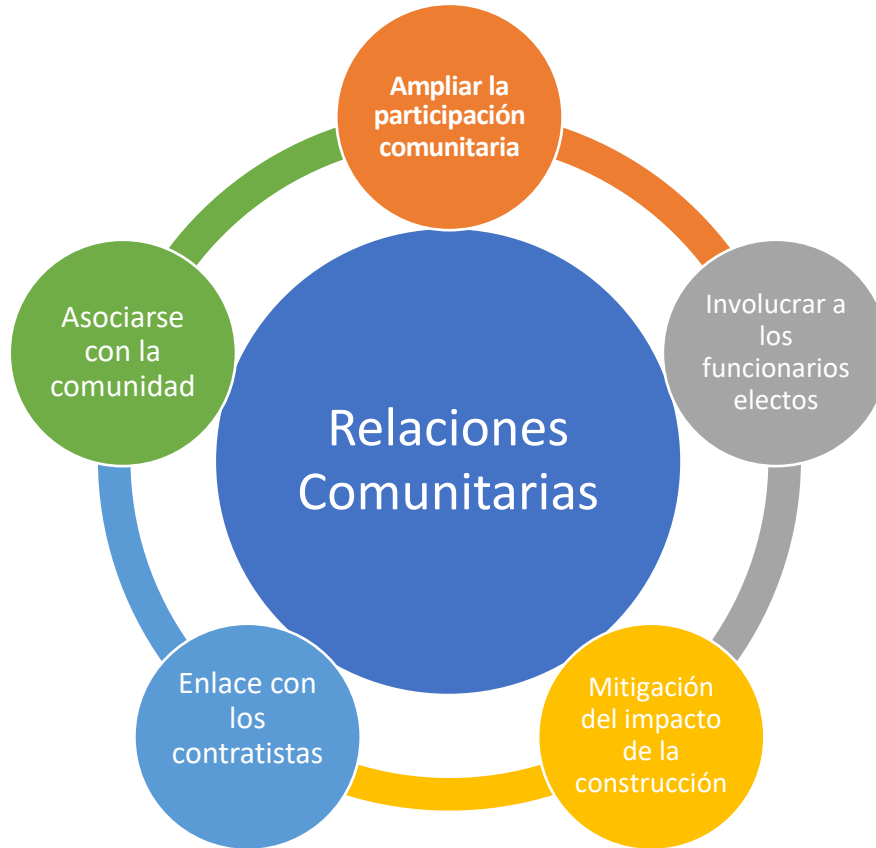 Ampliar la
participación
comunitaria
Involucrar a
los
funcionarios
electos
Asociarse
con la
comunidad
Relaciones
Comunitarias
Enlace con
los
contratistas
Mitigación
del impacto
de la
construcción